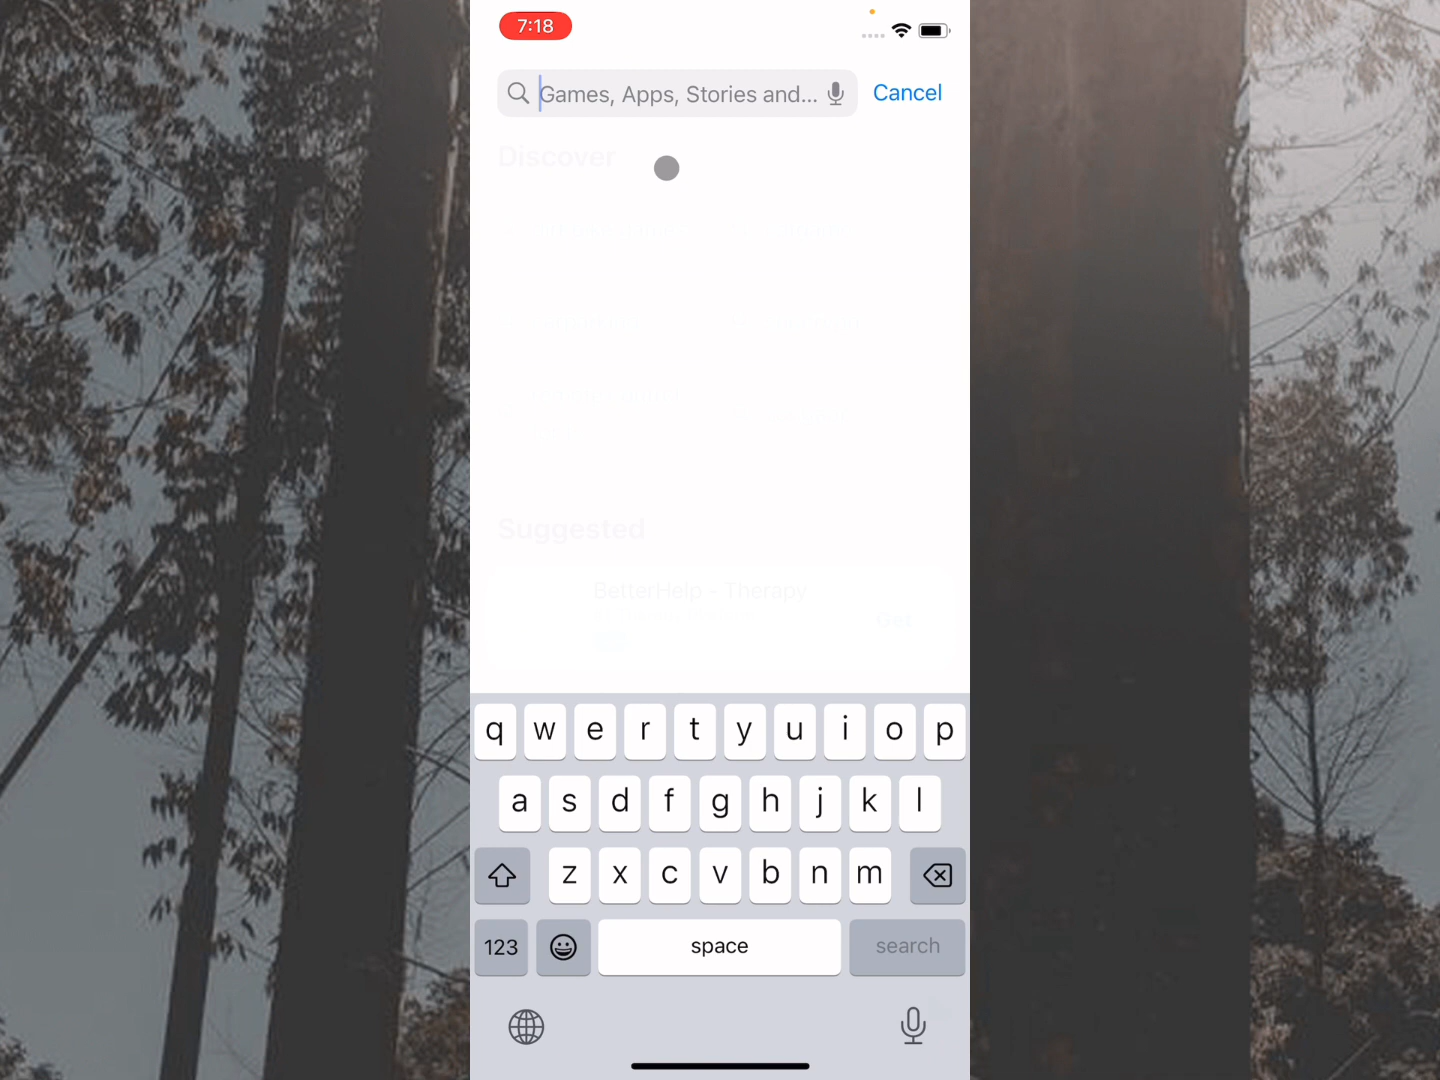 7:18
Games, Apps, Stories and...
Cancel
Discover
Suggested
BetterHelp - Therapy
Get
q w e r t y u i o p
a s d f g h j k l
z x c v b n m
123 space search